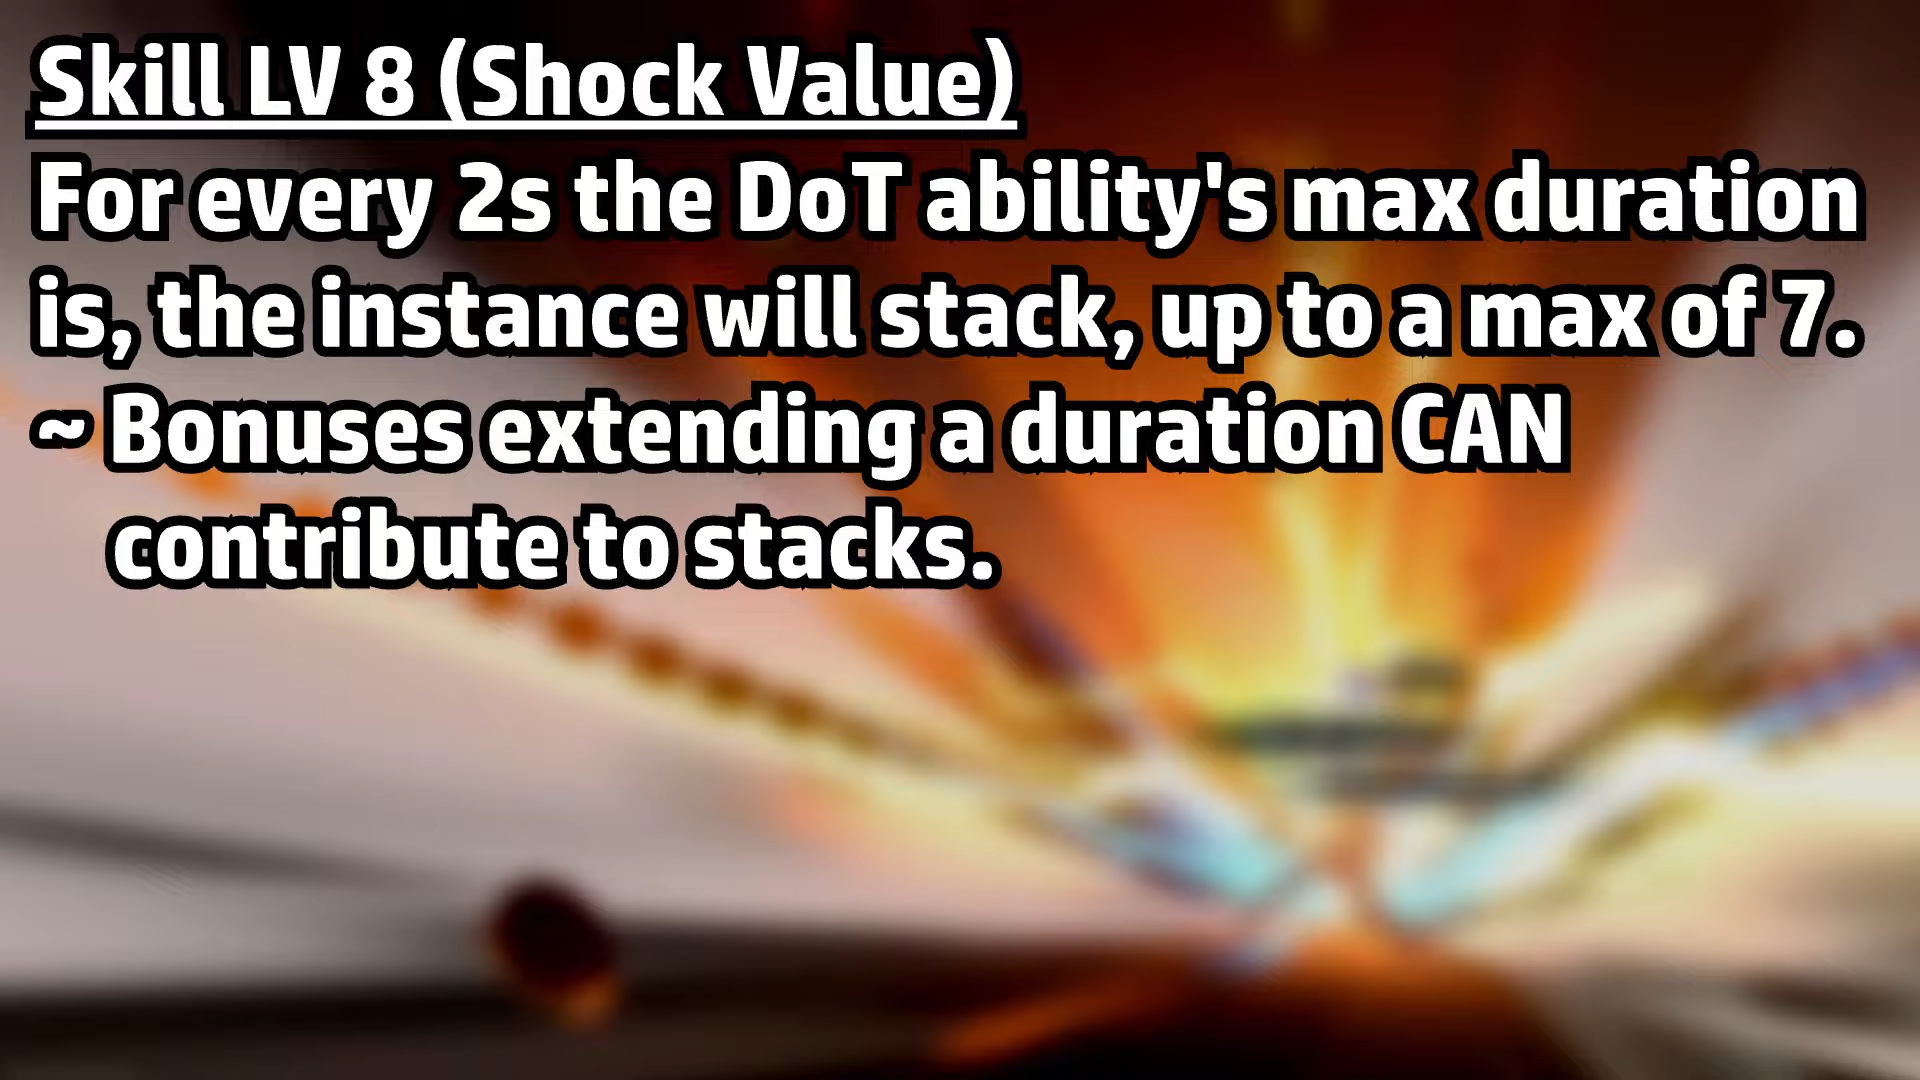 Skill LV 8 (Shock Value)
For every 2s the DoT ability's max duration
is, the instance will stack, up to a max of 7.
~ Bonuses extending a duration CAN
contribute to stacks.